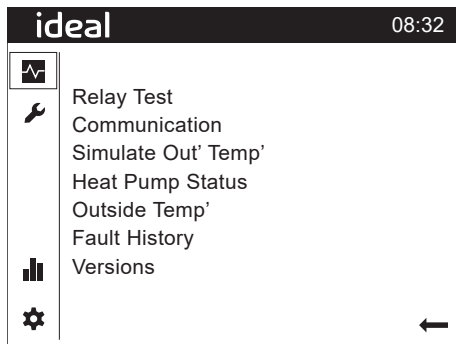 ideal 08:32
Relay Test
Communication
Simulate Out' Temp'
Heat Pump Status
Outside Temp'
Fault History
Versions